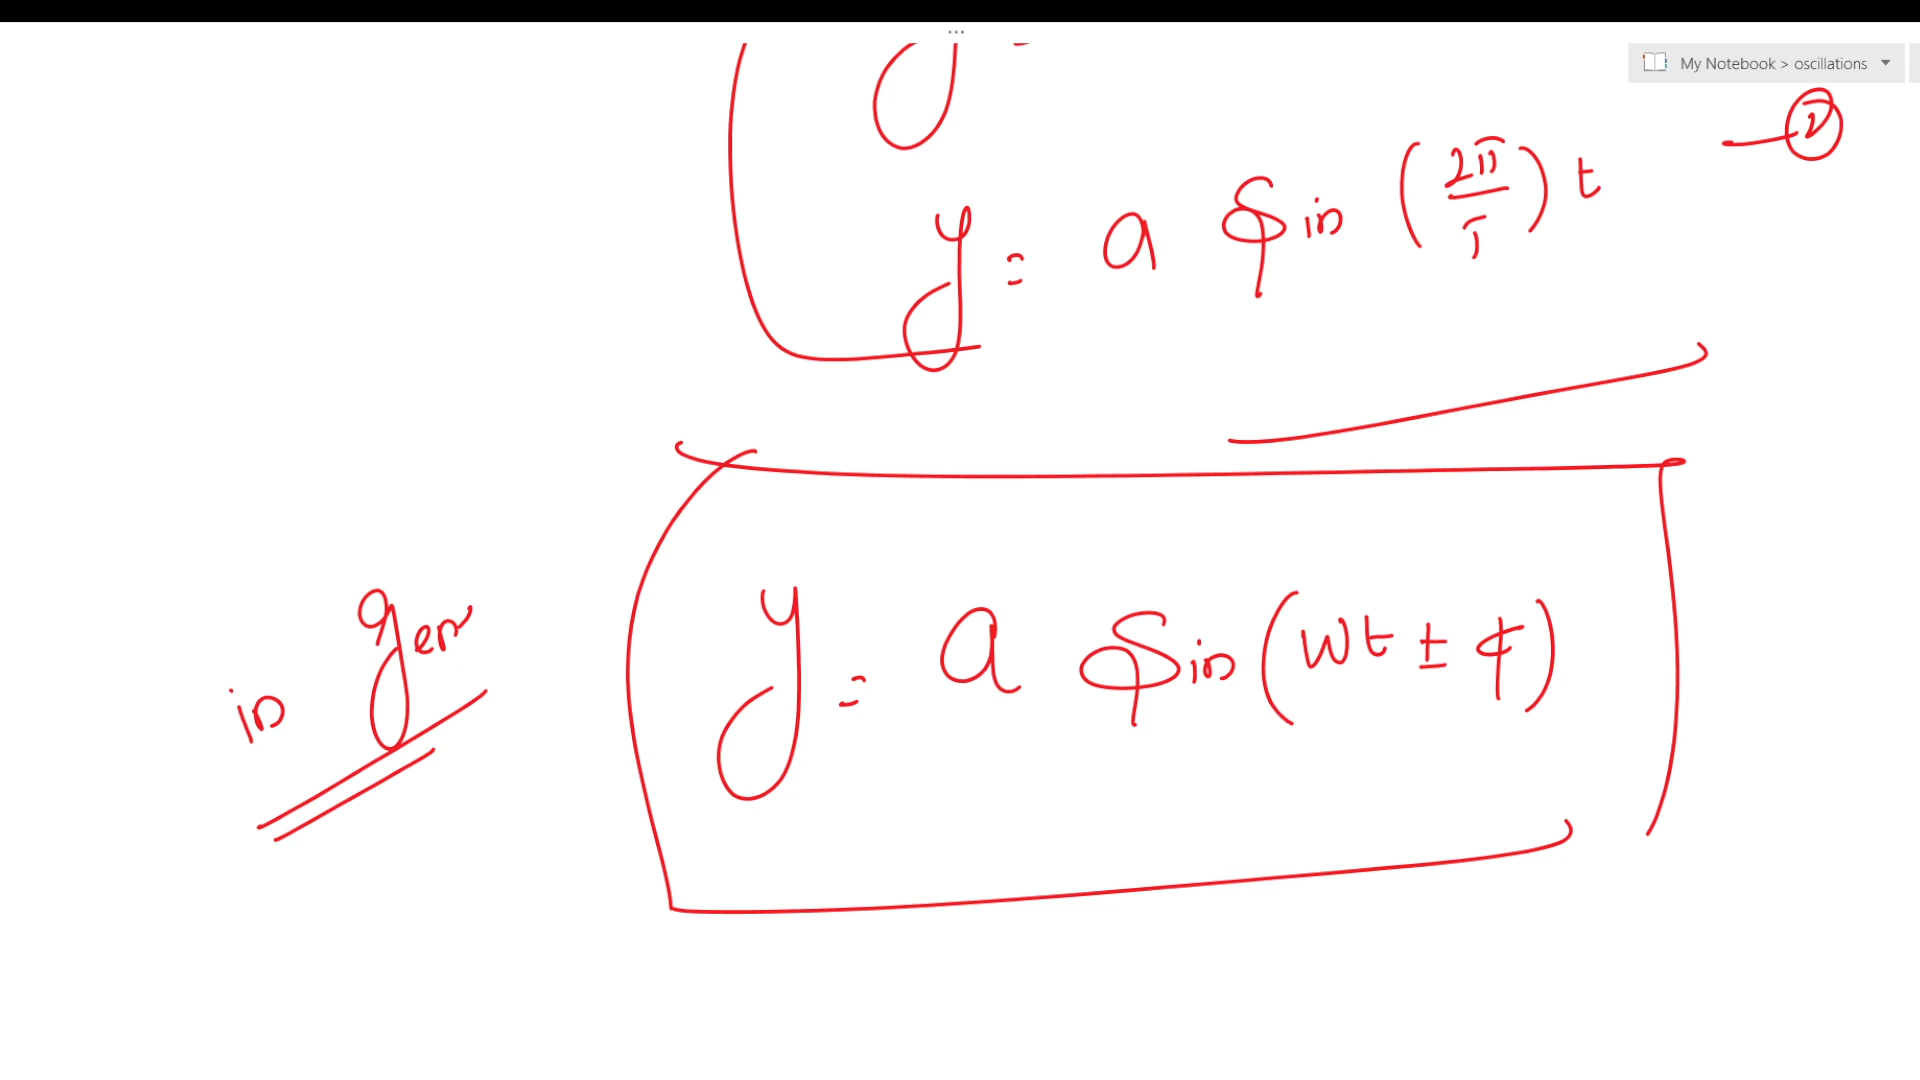 My Notebook > oscillations
②
y = a Sin (2π/T) t
in gen
y = a Sin (ωt ± φ)